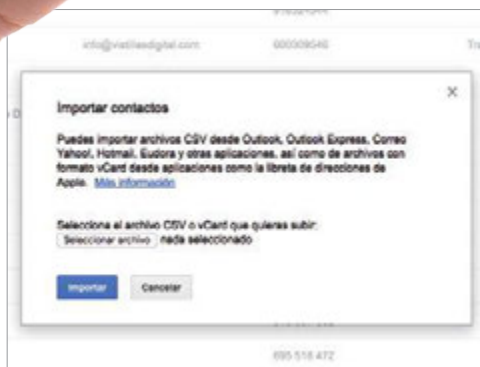 info@vistillasdigital.com 600309046
Importar contactos
Puedes importar archivos CSV desde Outlook, Outlook Express, Correo
Yahoo!, Hotmail, Eudora y otras aplicaciones, así como de archivos con
formato vCard desde aplicaciones como la libreta de direcciones de
Apple. Más información
Selecciona el archivo CSV o vCard que quieras subir:
Seleccionar archivo nada seleccionado
Importar Cancelar
695 518 472